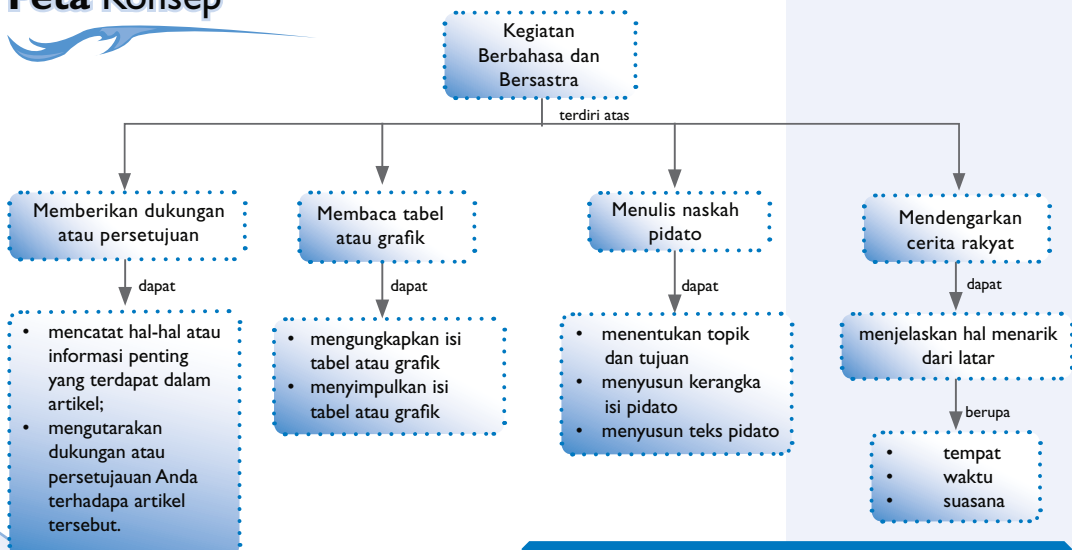 Peta Konsep
Kegiatan
Berbahasa dan
Bersastra
terdiri atas
Memberikan dukungan
atau persetujuan
dapat
• mencatat hal-hal atau
informasi penting
yang terdapat dalam
artikel;
• mengutarakan
dukungan atau
persetujauan Anda
terhadapa artikel
tersebut.
Membaca tabel
atau grafik
dapat
• mengungkapkan isi
tabel atau grafik
• menyimpulkan isi
tabel atau grafik
Menulis naskah
pidato
dapat
• menentukan topik
dan tujuan
• menyusun kerangka
isi pidato
• menyusun teks pidato
Mendengarkan
cerita rakyat
dapat
menjelaskan hal menarik
dari latar
berupa
• tempat
• waktu
• suasana